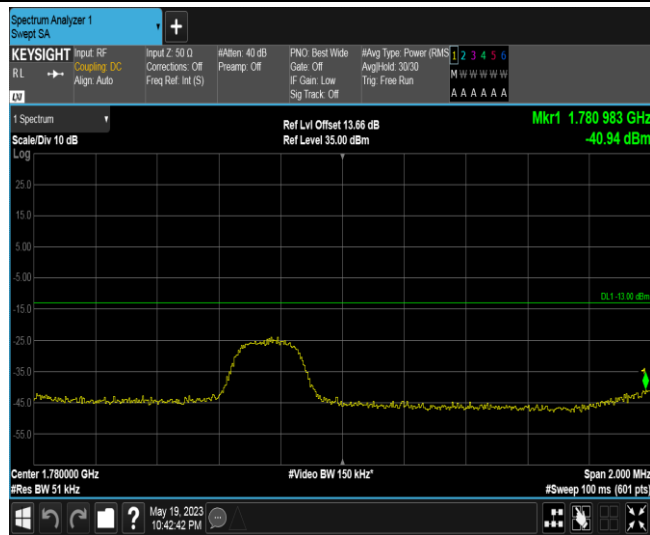 Spectrum Analyzer 1
Swept SA
+
KEYSIGHT
RL
Input: RF
Coupling: DC
Align: Auto
Input Z: 50 Ω
Corrections: Off
Freq Ref: Int (S)
#Atten: 40 dB
Preamp: Off
PNO: Best Wide
Gate: Off
IF Gain: Low
Sig Track: Off
#Avg Type: Power (RMS
Avg|Hold: 30/30
Trig: Free Run
1 2 3 4 5 6
M W W W W W
A A A A A A
1 Spectrum
Scale/Div 10 dB
Ref Lvl Offset 13.66 dB
Ref Level 35.00 dBm
Mkr1 1.780 983 GHz
-40.94 dBm
Log
25.0
15.0
5.00
-5.00
DL1 -13.00 dBm
-15.0
-25.0
-35.0
-45.0
-55.0
Center 1.780000 GHz
#Video BW 150 kHz*
Span 2.000 MHz
#Res BW 51 kHz
#Sweep 100 ms (601 pts)
?
May 19, 2023
10:42:42 PM